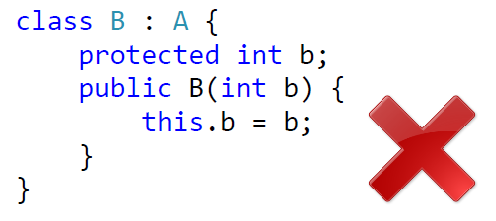 class B : A {
    protected int b;
    public B(int b) {
        this.b = b;
    }
}